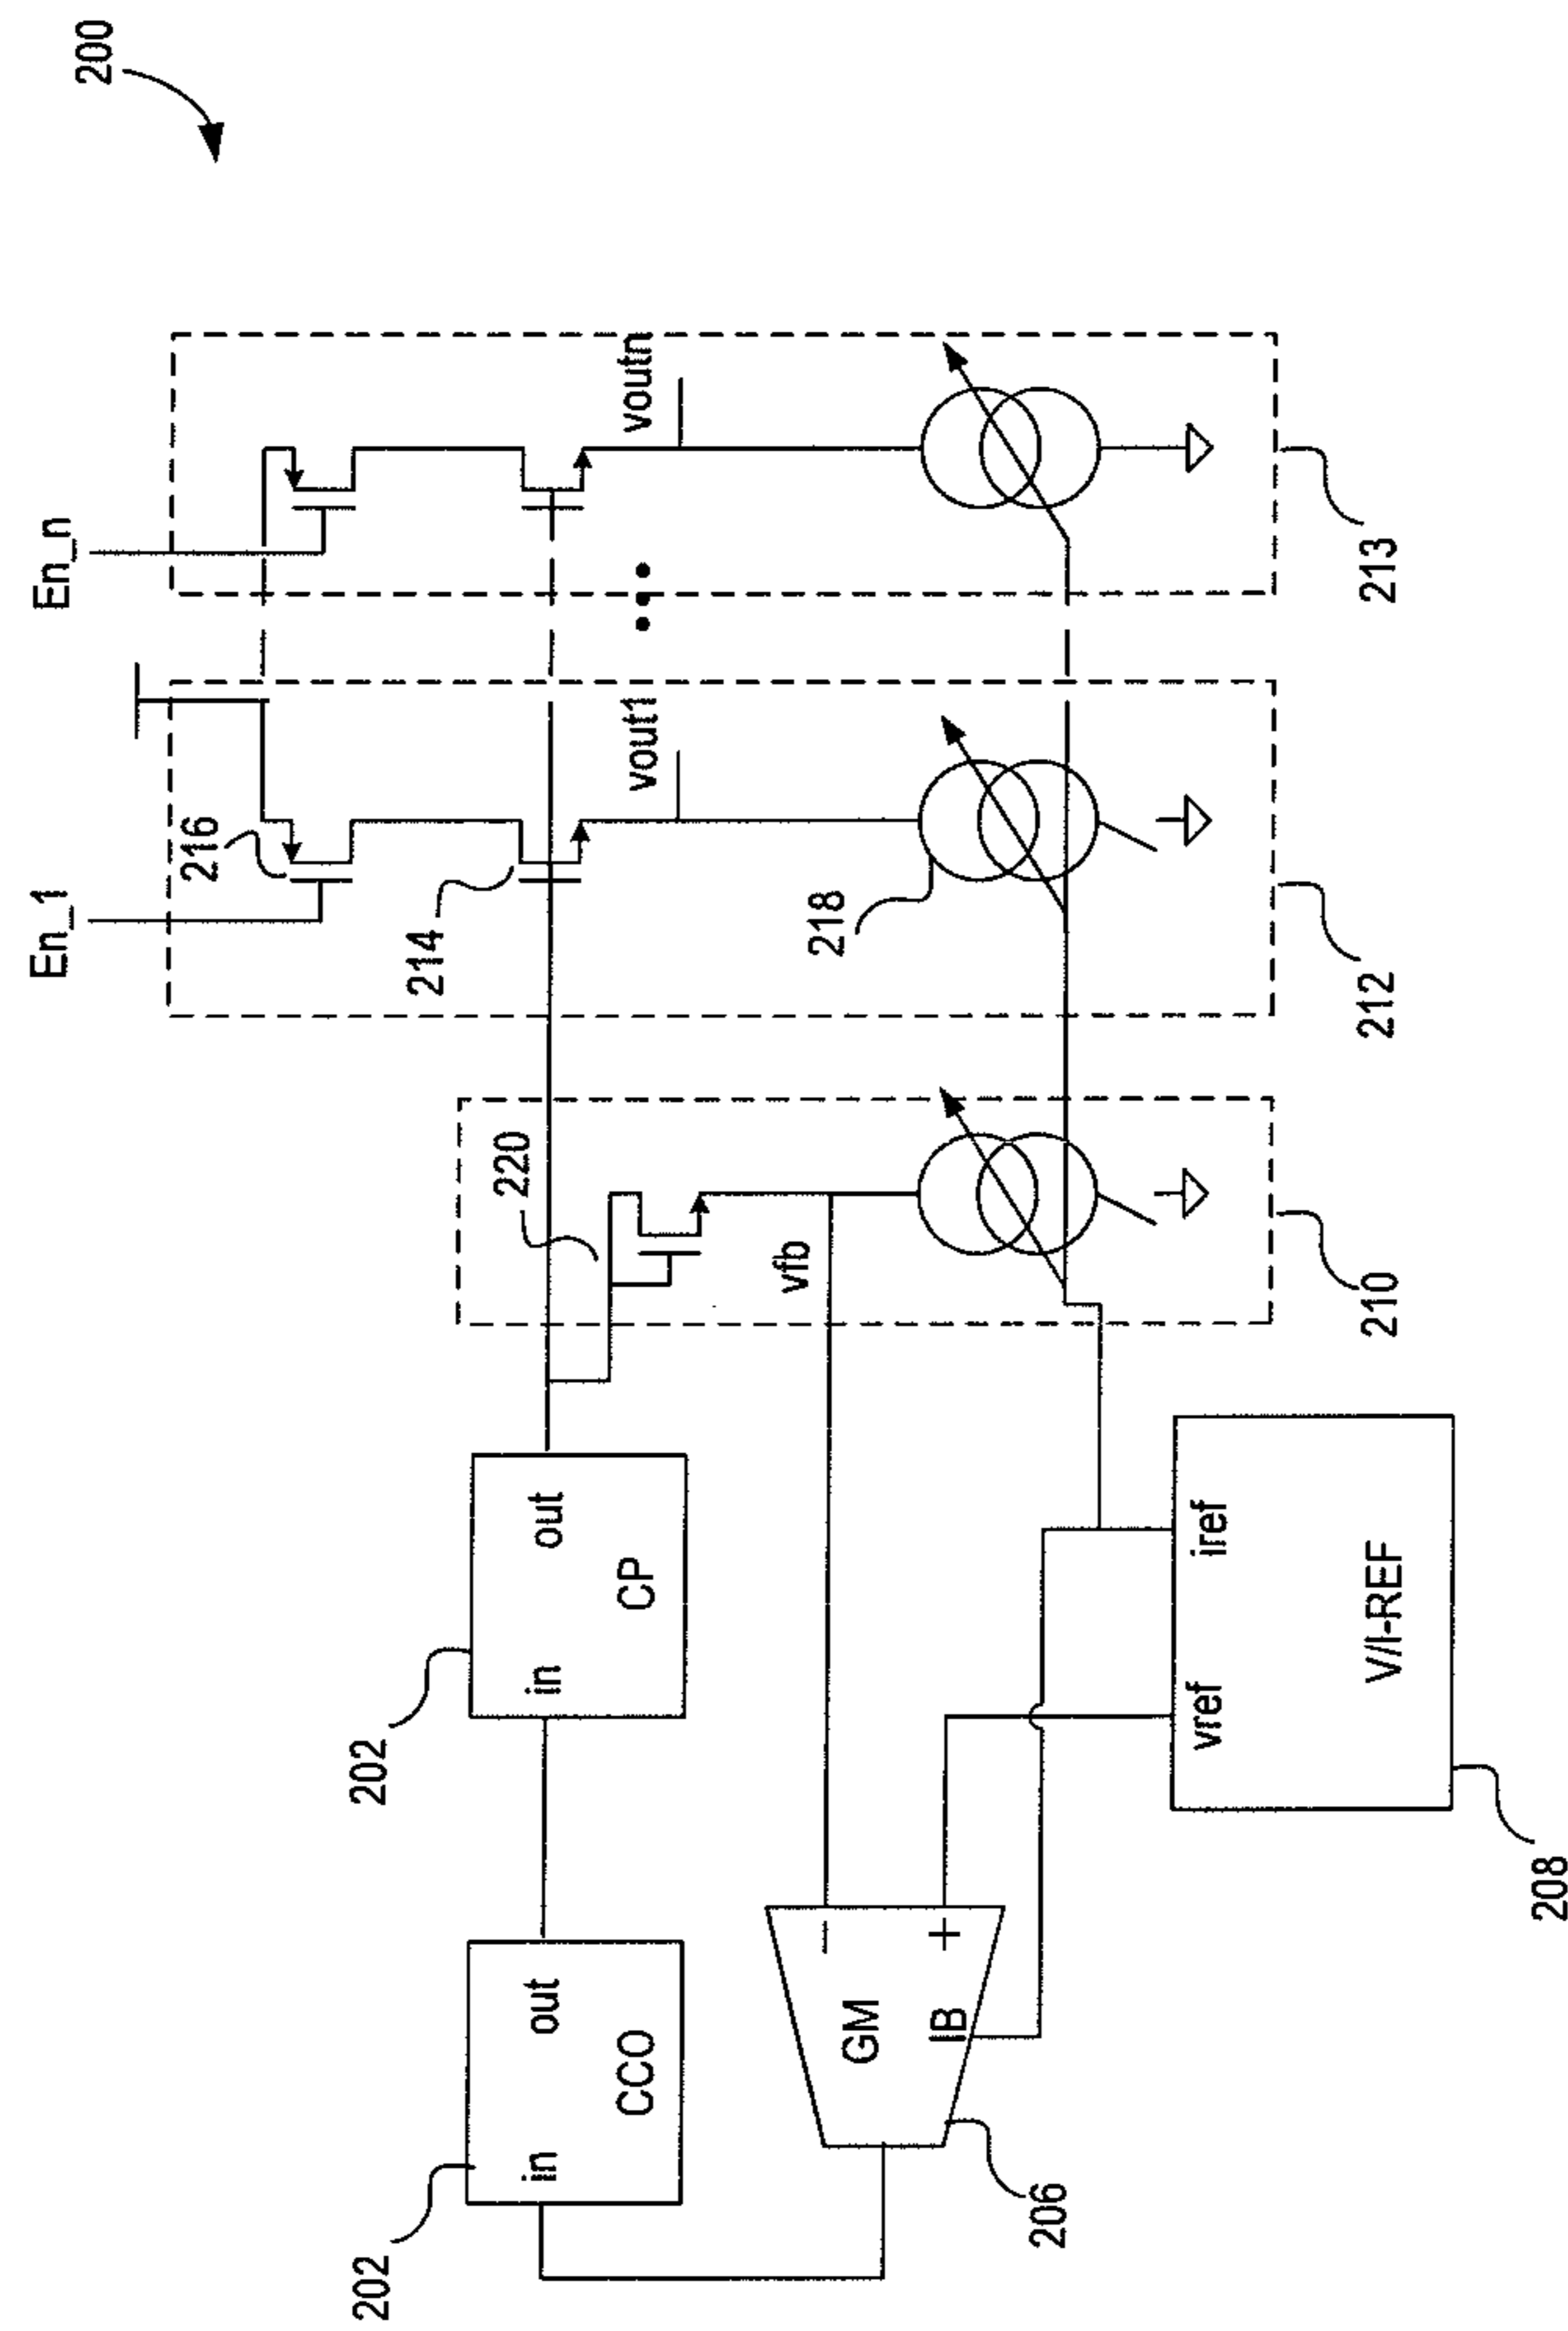 200
En_1
En_n
216
214
vout1
voutn
218
220
vfb
202
in
out
CCO
202
in
out
CP
GM
IB
−
+
206
vref
iref
V/I-REF
208
210
212
213